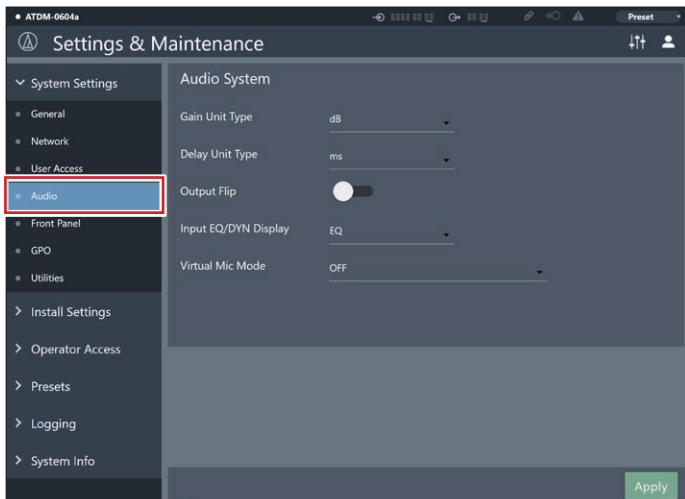 ATDM-0604a
Preset
Settings & Maintenance
System Settings
General
Network
User Access
Audio
Front Panel
GPO
Utilities
Install Settings
Operator Access
Presets
Logging
System Info
Audio System
Gain Unit Type dB
Delay Unit Type ms
Output Flip
Input EQ/DYN Display EQ
Virtual Mic Mode OFF
Apply